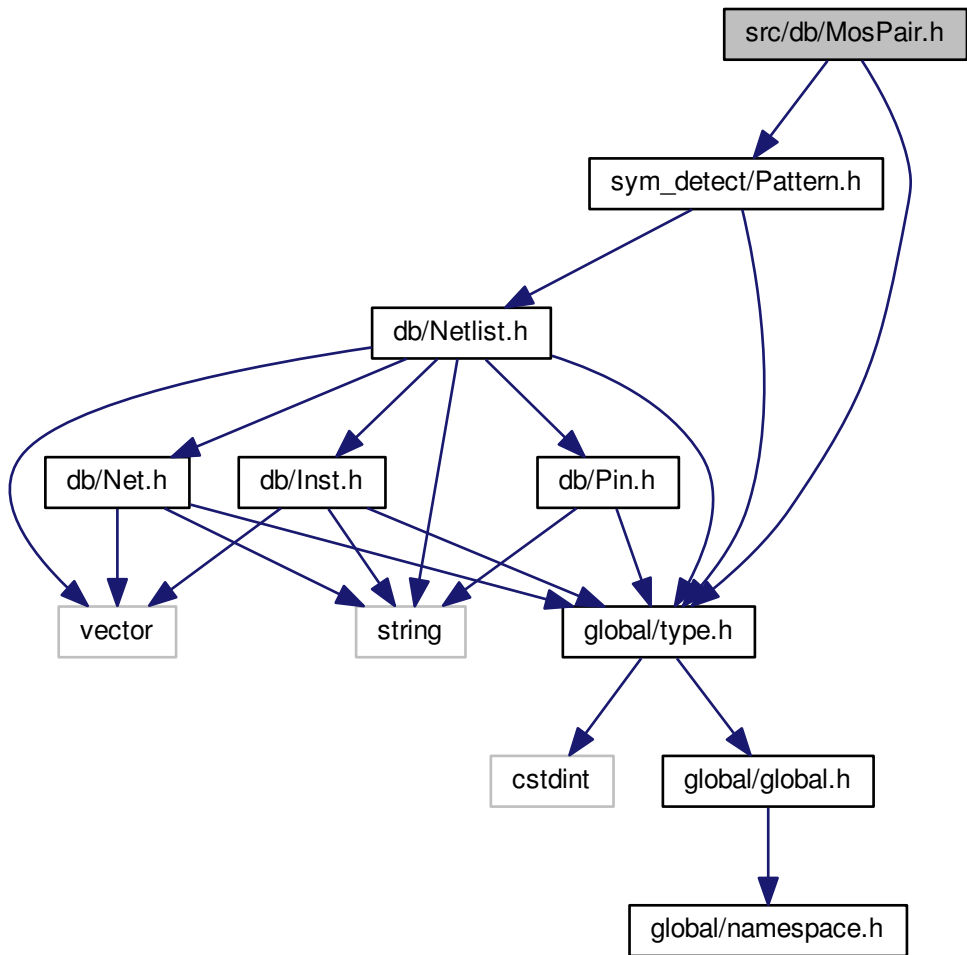 src/db/MosPair.h
sym_detect/Pattern.h
db/Netlist.h
db/Net.h
db/Inst.h
db/Pin.h
vector
string
global/type.h
cstdint
global/global.h
global/namespace.h